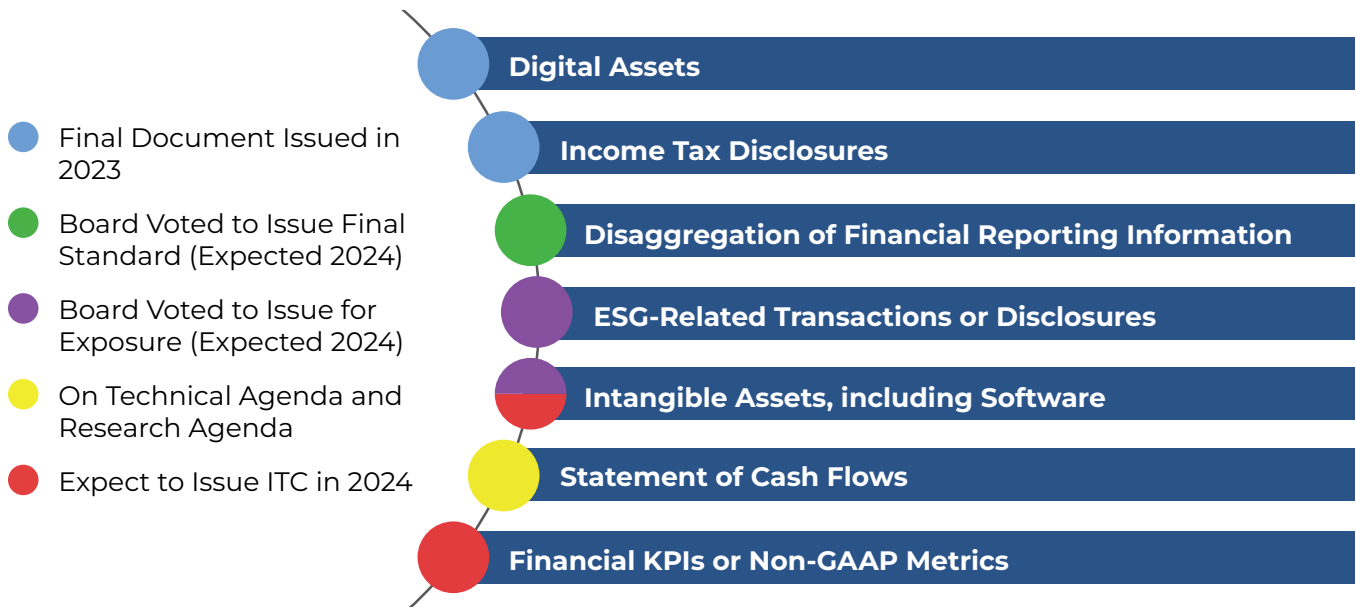 Final Document Issued in
2023
Board Voted to Issue Final
Standard (Expected 2024)
Board Voted to Issue for
Exposure (Expected 2024)
On Technical Agenda and
Research Agenda
Expect to Issue ITC in 2024
Digital Assets
Income Tax Disclosures
Disaggregation of Financial Reporting Information
ESG-Related Transactions or Disclosures
Intangible Assets, including Software
Statement of Cash Flows
Financial KPIs or Non-GAAP Metrics